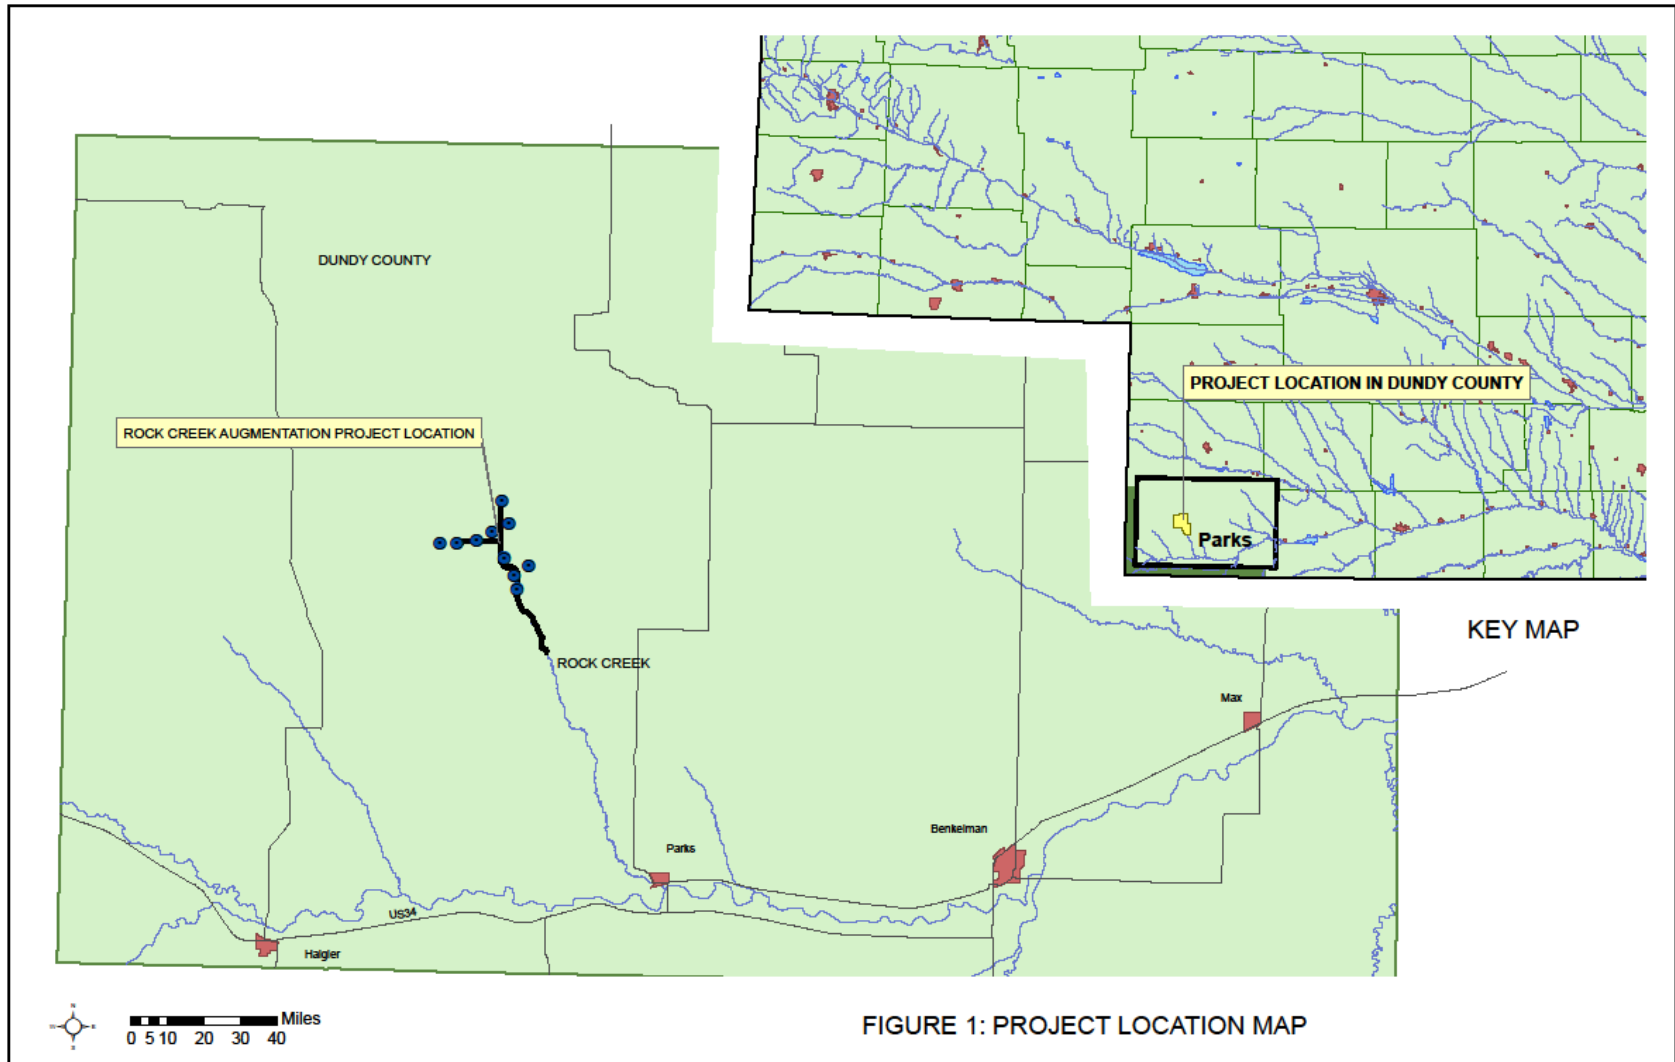 PROJECT LOCATION IN DUNDY COUNTY
Parks
KEY MAP
DUNDY COUNTY
ROCK CREEK AUGMENTATION PROJECT LOCATION
ROCK CREEK
Max
Benkelman
Parks
US34
Haigler
N
W E
S
Miles
0 5 10 20 30 40
FIGURE 1: PROJECT LOCATION MAP